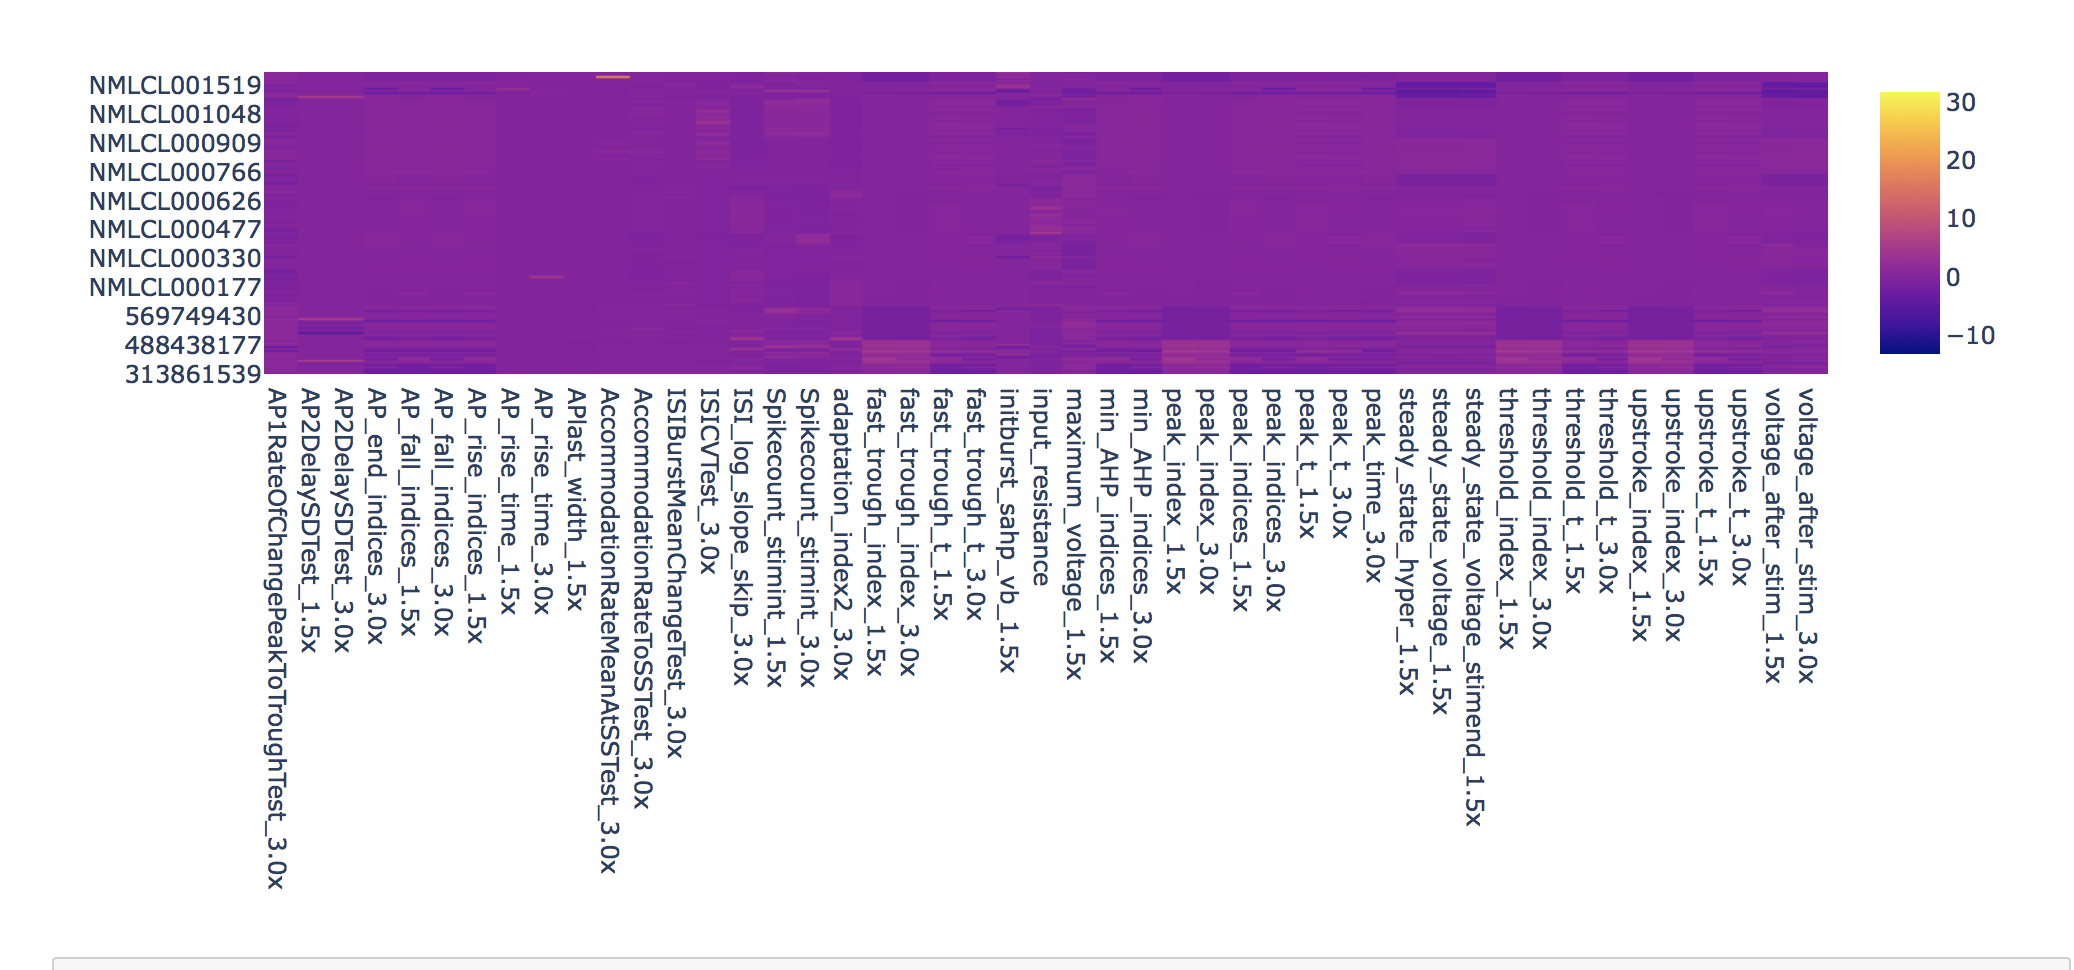 NMLCL001519
NMLCL001048
NMLCL000909
NMLCL000766
NMLCL000626
NMLCL000477
NMLCL000330
NMLCL000177
569749430
488438177
313861539
30
20
10
0
−10
AP1RateOfChangePeakToTroughTest_3.0x
AP2DelaySDTest_1.5x
AP2DelaySDTest_3.0x
AP_end_indices_3.0x
AP_fall_indices_1.5x
AP_fall_indices_3.0x
AP_rise_indices_1.5x
AP_rise_time_1.5x
AP_rise_time_3.0x
APlast_width_1.5x
AccommodationRateMeanAtSSTest_3.0x
AccommodationRateToSSTest_3.0x
ISIBurstMeanChangeTest_3.0x
ISICVTest_3.0x
ISI_log_slope_skip_3.0x
Spikecount_stimint_1.5x
Spikecount_stimint_3.0x
adaptation_index2_3.0x
fast_trough_index_1.5x
fast_trough_index_3.0x
fast_trough_t_1.5x
fast_trough_t_3.0x
initburst_sahp_vb_1.5x
input_resistance
maximum_voltage_1.5x
min_AHP_indices_1.5x
min_AHP_indices_3.0x
peak_index_1.5x
peak_index_3.0x
peak_indices_1.5x
peak_indices_3.0x
peak_t_1.5x
peak_t_3.0x
peak_time_3.0x
steady_state_hyper_1.5x
steady_state_voltage_1.5x
steady_state_voltage_stimend_1.5x
threshold_index_1.5x
threshold_index_3.0x
threshold_t_1.5x
threshold_t_3.0x
upstroke_index_1.5x
upstroke_index_3.0x
upstroke_t_1.5x
upstroke_t_3.0x
voltage_after_stim_1.5x
voltage_after_stim_3.0x